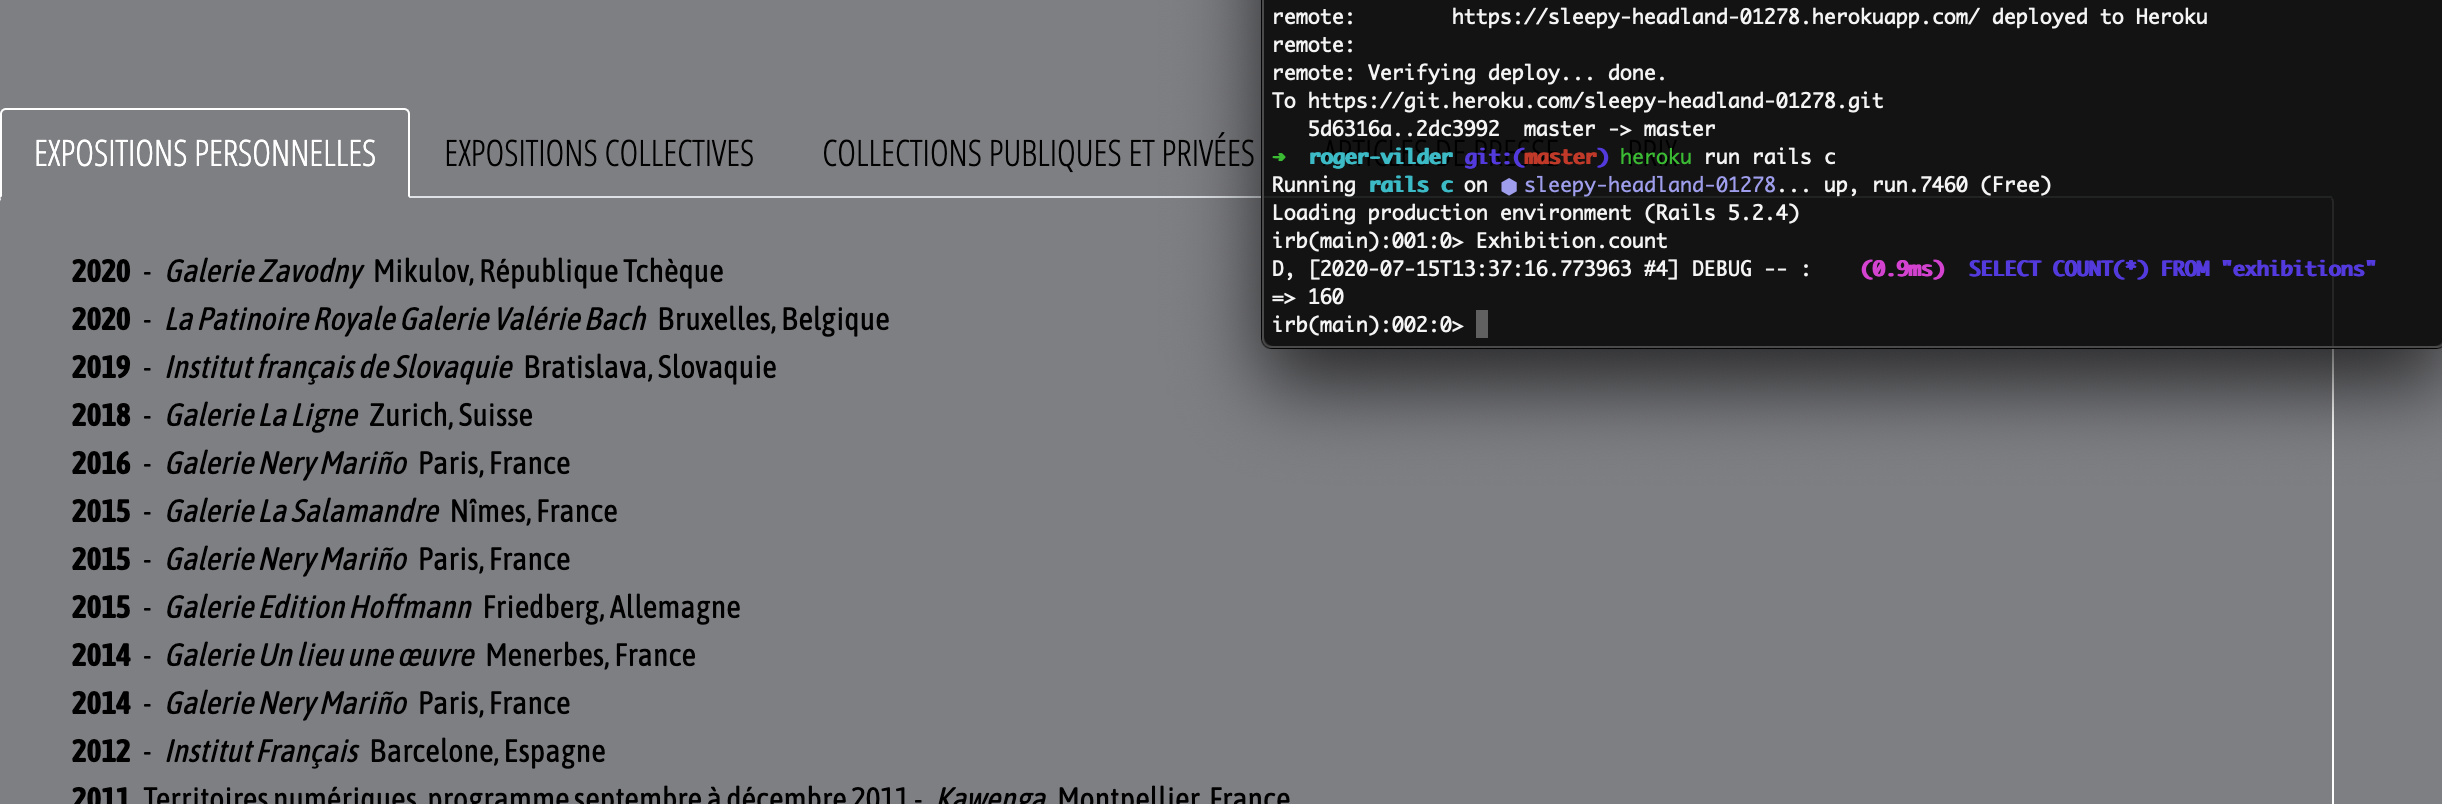 remote:        https://sleepy-headland-01278.herokuapp.com/ deployed to Heroku
remote:
remote: Verifying deploy... done.
To https://git.heroku.com/sleepy-headland-01278.git
   5d6316a..2dc3992  master -> master
➜  roger-vilder git:(master) heroku run rails c
Running rails c on ⬢ sleepy-headland-01278... up, run.7460 (Free)
Loading production environment (Rails 5.2.4)
irb(main):001:0> Exhibition.count
D, [2020-07-15T13:37:16.773963 #4] DEBUG -- :    (0.9ms)  SELECT COUNT(*) FROM "exhibitions"
=> 160
irb(main):002:0>
EXPOSITIONS PERSONNELLES
EXPOSITIONS COLLECTIVES
COLLECTIONS PUBLIQUES ET PRIVÉES
ARTICLES DE PRESSE
PRIX
2020 - Galerie Zavodny Mikulov, République Tchèque
2020 - La Patinoire Royale Galerie Valérie Bach Bruxelles, Belgique
2019 - Institut français de Slovaquie Bratislava, Slovaquie
2018 - Galerie La Ligne Zurich, Suisse
2016 - Galerie Nery Mariño Paris, France
2015 - Galerie La Salamandre Nîmes, France
2015 - Galerie Nery Mariño Paris, France
2015 - Galerie Edition Hoffmann Friedberg, Allemagne
2014 - Galerie Un lieu une œuvre Menerbes, France
2014 - Galerie Nery Mariño Paris, France
2012 - Institut Français Barcelone, Espagne
2011 Territoires numériques, programme septembre à décembre 2011 - Kawenga Montpellier, France